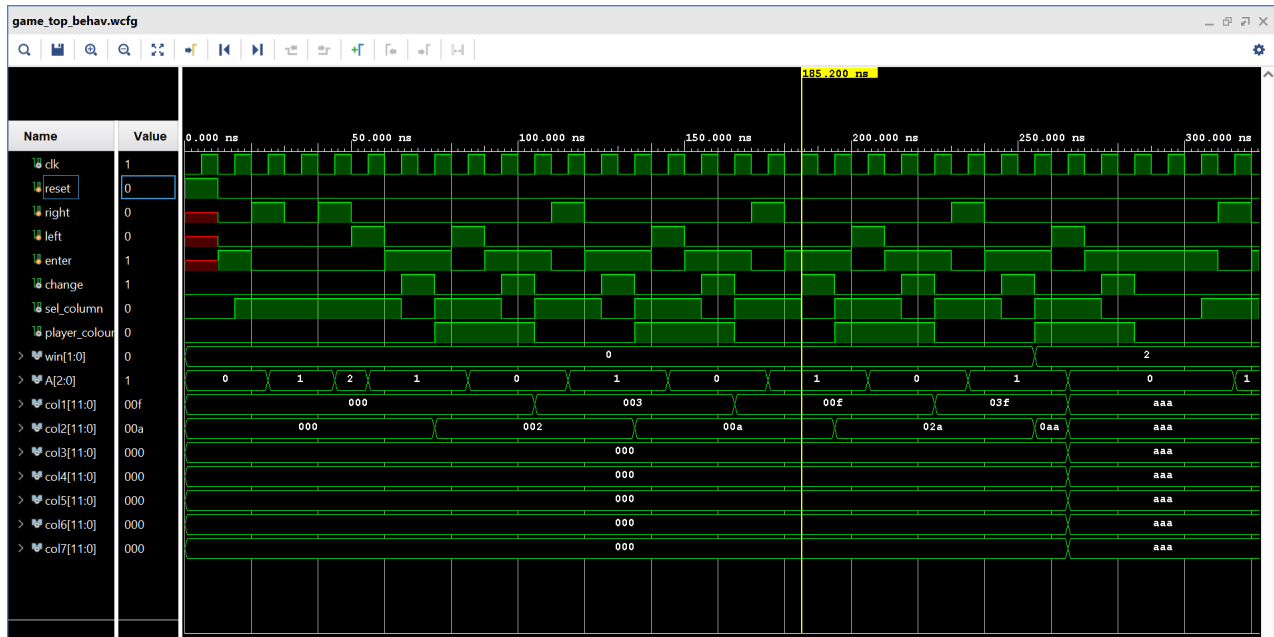 game_top_behav.wcfg
185.200 ns
Name Value 0.000 ns 50.000 ns 100.000 ns 150.000 ns 200.000 ns 250.000 ns 300.000 ns
clk 1
reset 0
right 0
left 0
enter 1
change 1
sel_column 0
player_colour 0
win[1:0] 0 0 2
A[2:0] 1 0 1 2 1 0 1 0 1 0 1 0 1
col1[11:0] 00f 000 003 00f 03f aaa
col2[11:0] 00a 000 002 00a 02a 0aa aaa
col3[11:0] 000 000 aaa
col4[11:0] 000 000 aaa
col5[11:0] 000 000 aaa
col6[11:0] 000 000 aaa
col7[11:0] 000 000 aaa